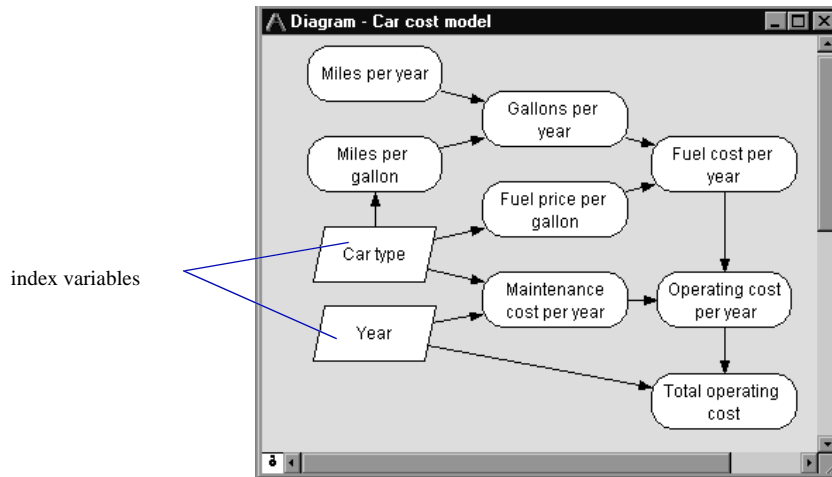 Diagram - Car cost model
Miles per year
Gallons per
year
Miles per
gallon
Fuel cost per
year
Fuel price per
gallon
Car type
index variables
Maintenance
cost per year
Operating cost
per year
Year
Total operating
cost